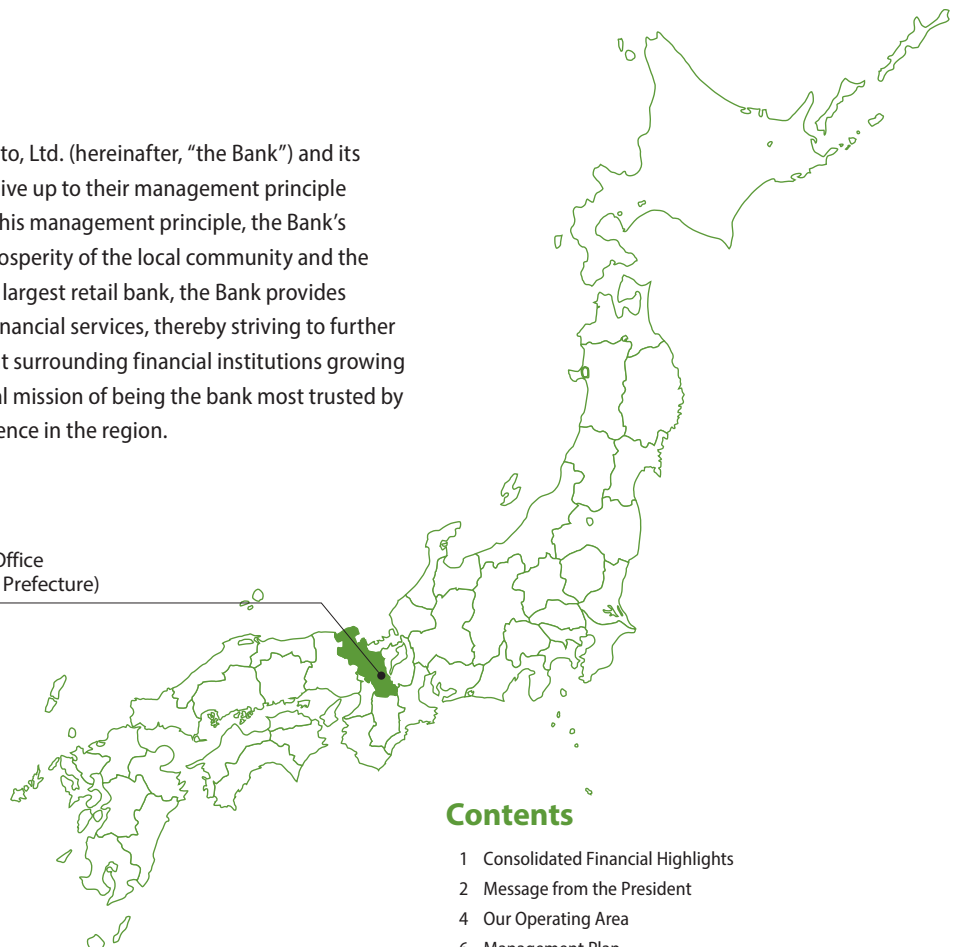 to, Ltd. (hereinafter, “the Bank”) and its
ive up to their management principle
his management principle, the Bank’s
osperity of the local community and the
largest retail bank, the Bank provides
nancial services, thereby striving to further
t surrounding financial institutions growing
l mission of being the bank most trusted by
ence in the region.
Office
Prefecture)
Contents
1 Consolidated Financial Highlights
2 Message from the President
4 Our Operating Area
6 Management Plan